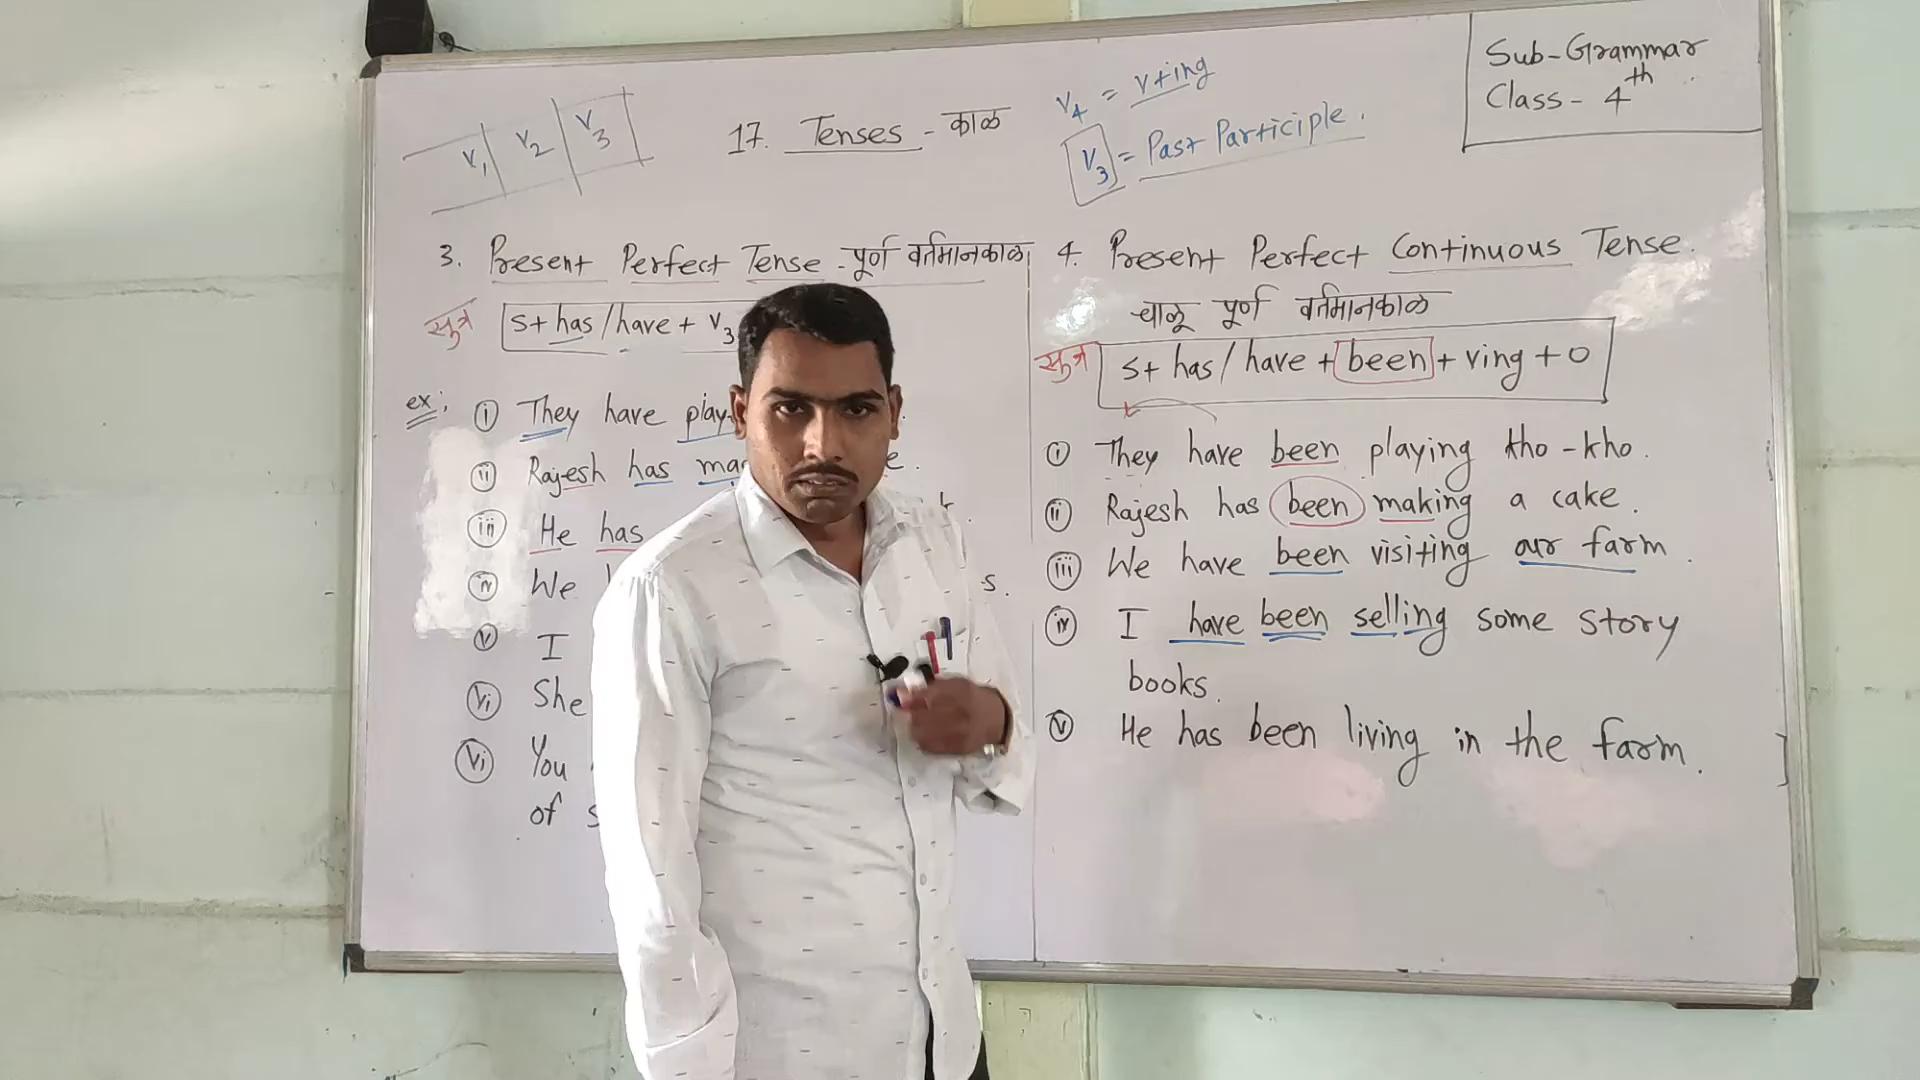 Sub-Grammar
Class- 4th
V1 V2 V3
17. Tenses - काळ
V4 = V+ing
V3 = Past Participle.
3. Present Perfect Tense - पूर्ण वर्तमानकाळ
सुत्र S+ has/have + V3
ex:
i They have play
ii Rajesh has ma
iii He has
iv We
v I
vi She
vi You
of s
4. Present Perfect Continuous Tense.
चालू पूर्ण वर्तमानकाळ
सुत्र S+ has/ have + been + ving + O
i They have been playing kho-kho.
ii Rajesh has been making a cake.
iii We have been visiting our farm.
iv I have been selling some story
books.
v He has been living in the farm.